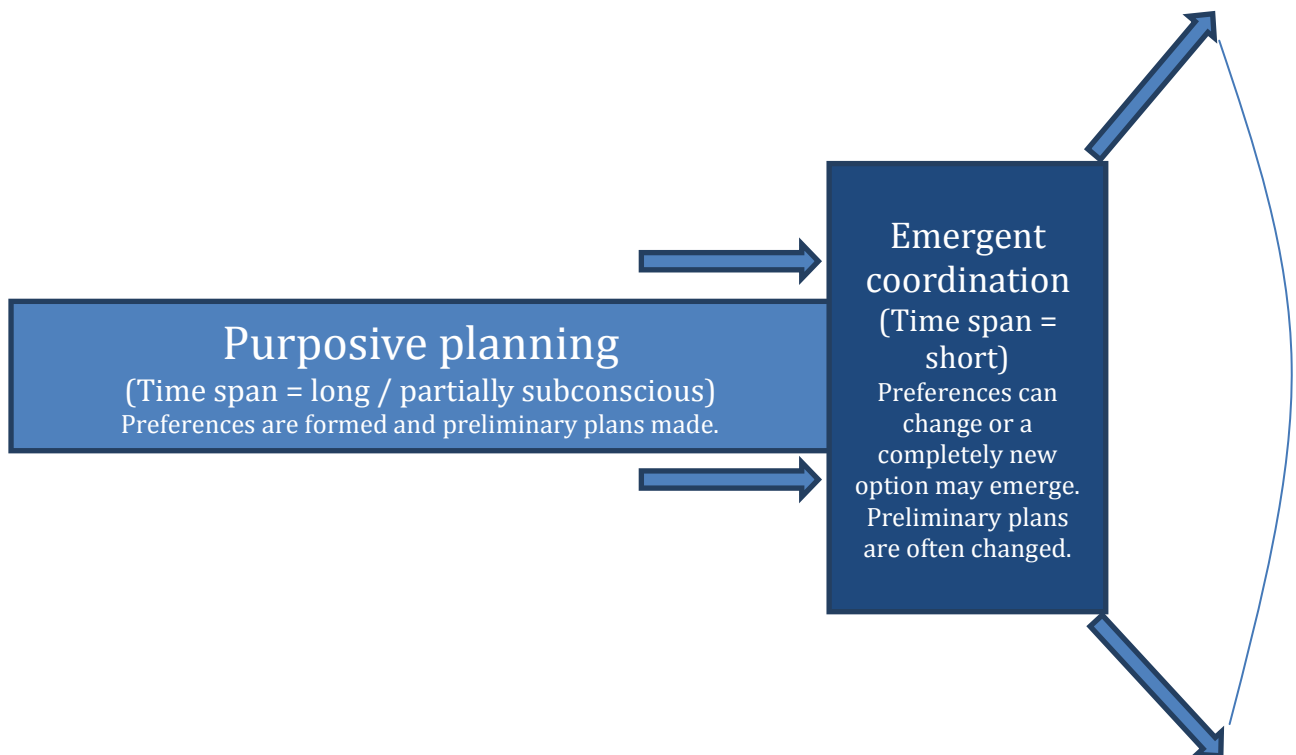 Purposive planning
(Time span = long / partially subconscious)
Preferences are formed and preliminary plans made.
Emergent
coordination
(Time span =
short)
Preferences can
change or a
completely new
option may emerge.
Preliminary plans
are often changed.